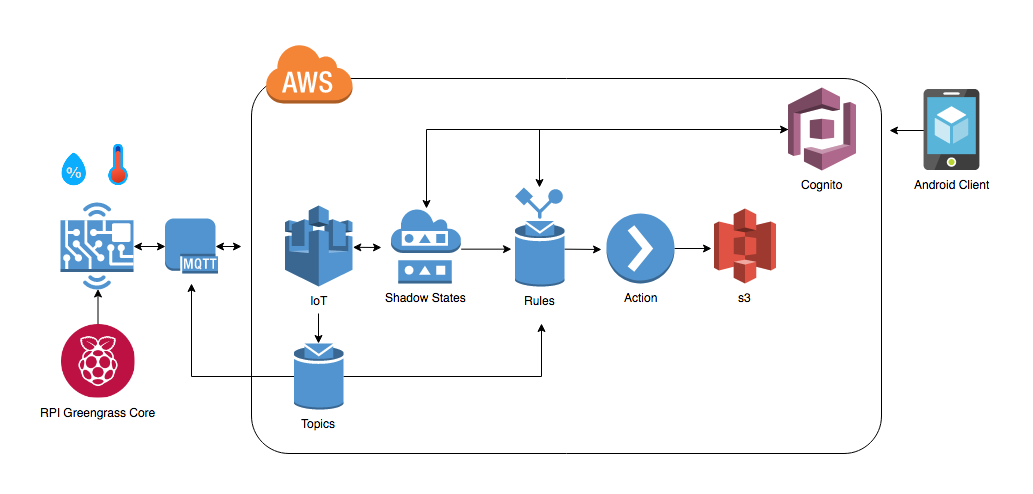 AWS
%
MQTT
Cognito
Android Client
IoT
Shadow States
Rules
Action
s3
RPI Greengrass Core
Topics